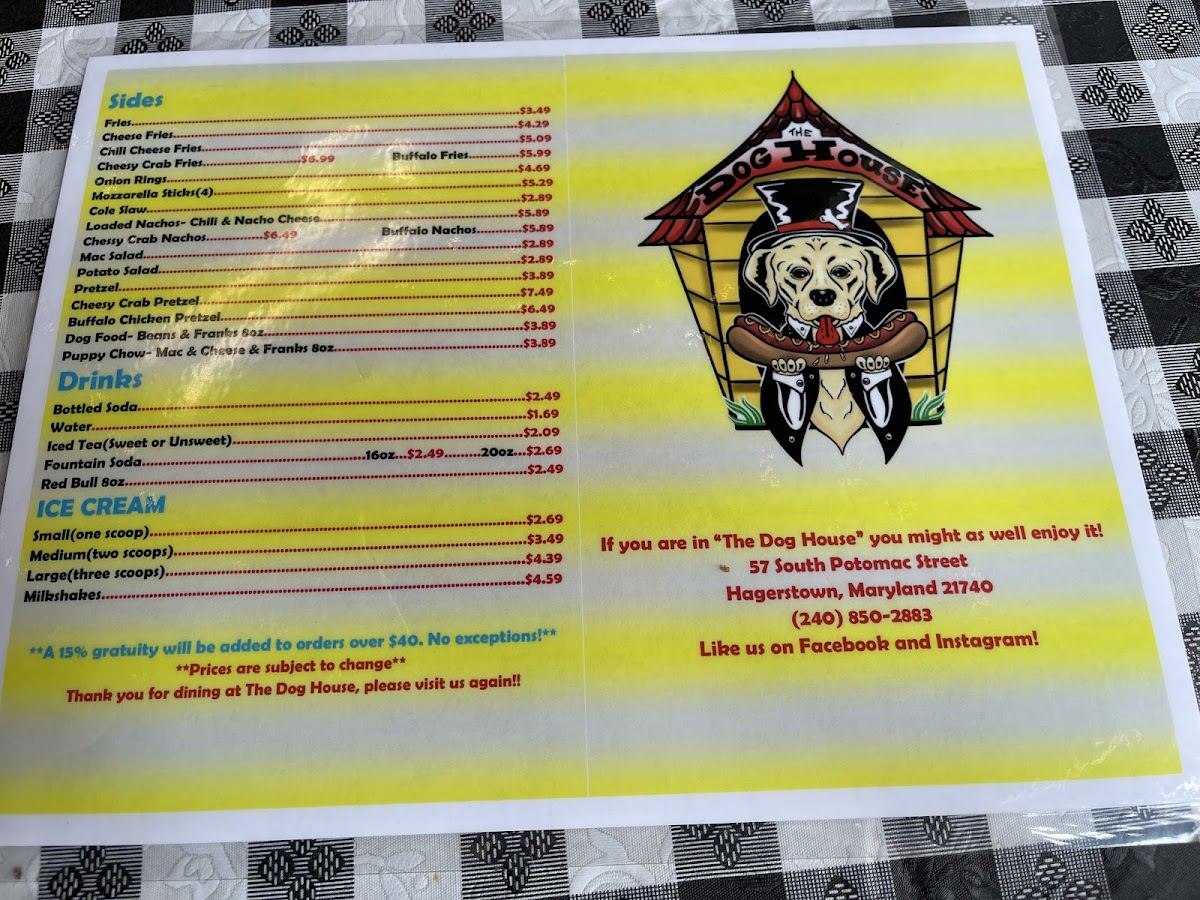 Sides
Fries.....$3.49
Cheese Fries.....$4.29
Chili Cheese Fries.....$5.09
Cheesy Crab Fries.....$6.99 Buffalo Fries.....$5.99
Onion Rings.....$4.69
Mozzarella Sticks(4).....$5.29
Cole Slaw.....$2.89
Loaded Nachos- Chili & Nacho Cheese.....$5.89
Chessy Crab Nachos.....$6.49 Buffalo Nachos.....$5.89
Mac Salad.....$2.89
Potato Salad.....$2.89
Pretzel.....$3.89
Cheesy Crab Pretzel.....$7.49
Buffalo Chicken Pretzel.....$6.49
Dog Food- Beans & Franks 8oz.....$3.89
Puppy Chow- Mac & Cheese & Franks 8oz.....$3.89
Drinks
Bottled Soda.....$2.49
Water.....$1.69
Iced Tea(Sweet or Unsweet).....$2.09
Fountain Soda.....16oz...$2.49.....20oz...$2.69
Red Bull 8oz.....$2.49
ICE CREAM
Small(one scoop).....$2.69
Medium(two scoops).....$3.49
Large(three scoops).....$4.39
Milkshakes.....$4.59
**A 15% gratuity will be added to orders over $40. No exceptions!**
**Prices are subject to change**
Thank you for dining at The Dog House, please visit us again!!
THE
DOG HOUSE
If you are in “The Dog House” you might as well enjoy it!
57 South Potomac Street
Hagerstown, Maryland 21740
(240) 850-2883
Like us on Facebook and Instagram!